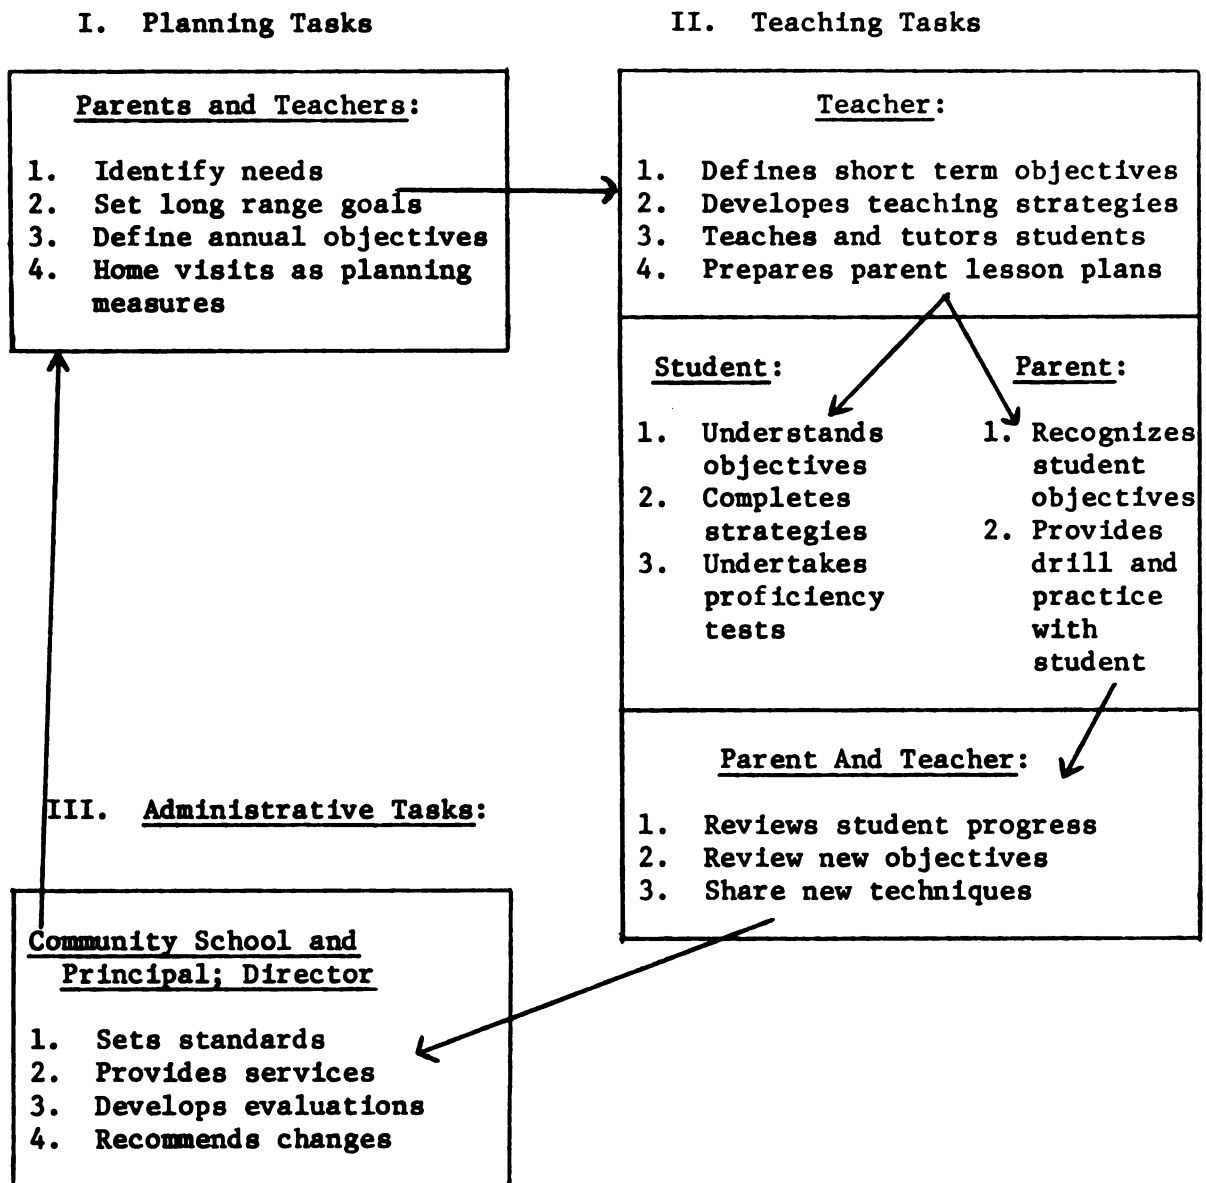 I. Planning Tasks
Parents and Teachers:
1. Identify needs
2. Set long range goals
3. Define annual objectives
4. Home visits as planning
measures
II. Teaching Tasks
Teacher:
1. Defines short term objectives
2. Developes teaching strategies
3. Teaches and tutors students
4. Prepares parent lesson plans
Student:
1. Understands
objectives
2. Completes
strategies
3. Undertakes
proficiency
tests
Parent:
1. Recognizes
student
objectives
2. Provides
drill and
practice
with
student
Parent And Teacher:
1. Reviews student progress
2. Review new objectives
3. Share new techniques
III. Administrative Tasks:
Community School and
Principal; Director
1. Sets standards
2. Provides services
3. Develops evaluations
4. Recommends changes